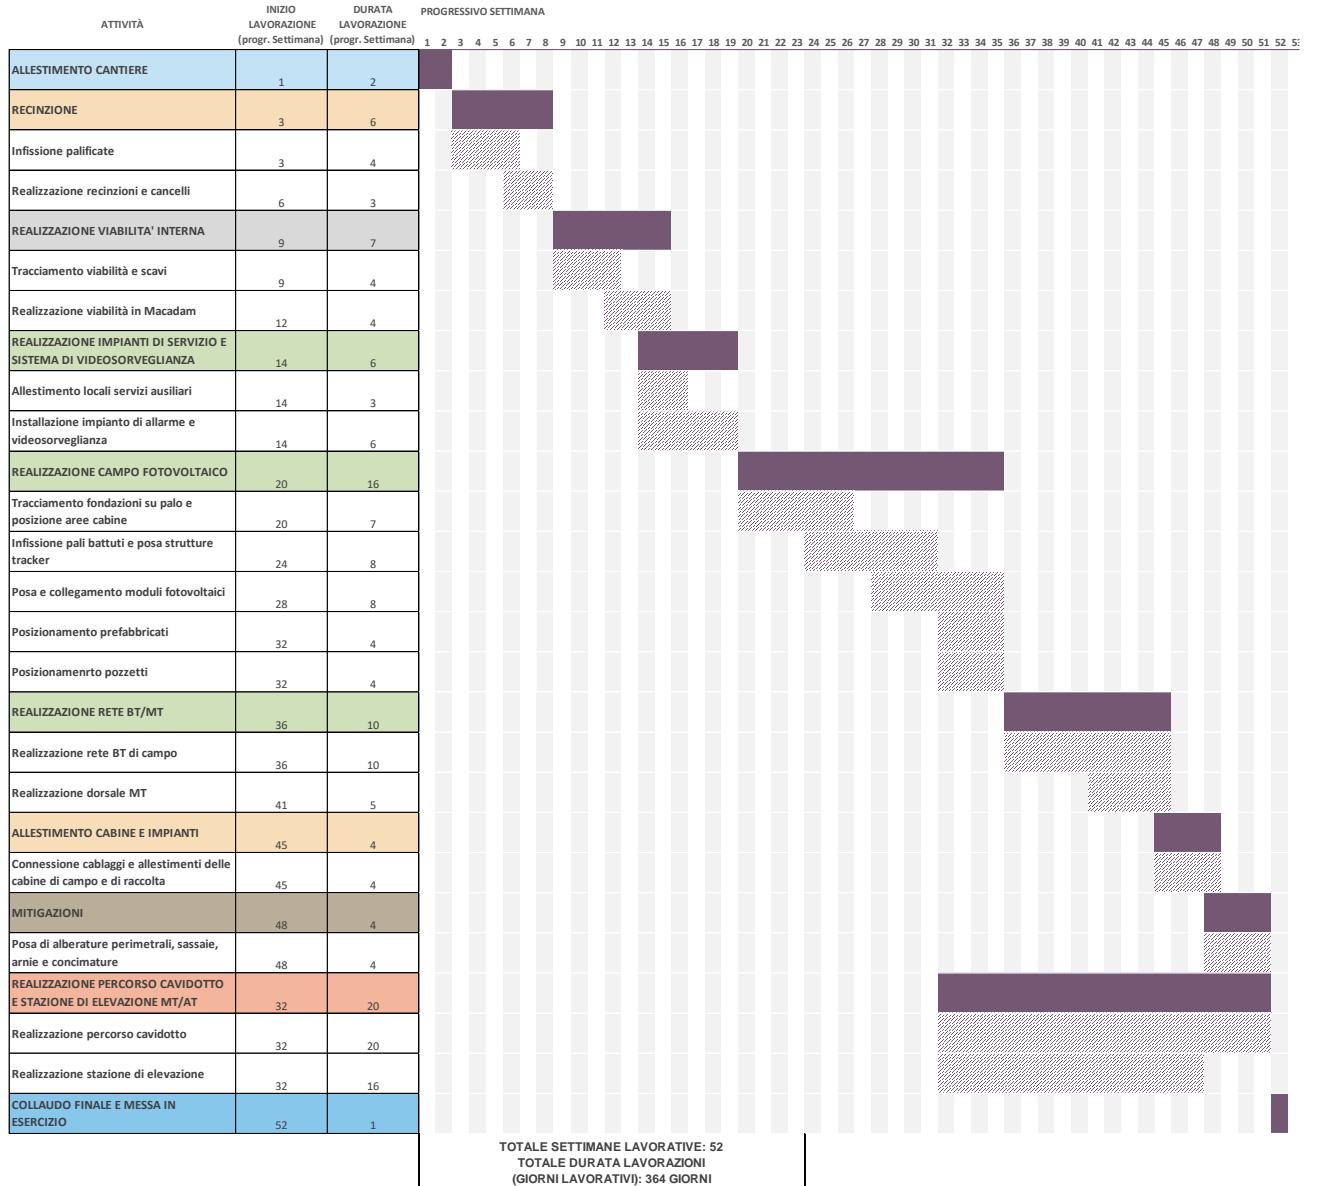 ATTIVITÀ
INIZIO
LAVORAZIONE
(progr. Settimana)
DURATA
LAVORAZIONE
(progr. Settimana)
PROGRESSIVO SETTIMANA
1 2 3 4 5 6 7 8 9 10 11 12 13 14 15 16 17 18 19 20 21 22 23 24 25 26 27 28 29 30 31 32 33 34 35 36 37 38 39 40 41 42 43 44 45 46 47 48 49 50 51 52
ALLESTIMENTO CANTIERE 1 2
RECINZIONE 3 6
Infissione palificate 3 4
Realizzazione recinzioni e cancelli 6 3
REALIZZAZIONE VIABILITA' INTERNA 9 7
Tracciamento viabilità e scavi 9 4
Realizzazione viabilità in Macadam 12 4
REALIZZAZIONE IMPIANTI DI SERVIZIO E
SISTEMA DI VIDEOSORVEGLIANZA 14 6
Allestimento locali servizi ausiliari 14 3
Installazione impianto di allarme e
videosorveglianza 14 6
REALIZZAZIONE CAMPO FOTOVOLTAICO 20 16
Tracciamento fondazioni su palo e
posizione aree cabine 20 7
Infissione pali battuti e posa strutture
tracker 24 8
Posa e collegamento moduli fotovoltaici 28 8
Posizionamento prefabbricati 32 4
Posizionamenrto pozzetti 32 4
REALIZZAZIONE RETE BT/MT 36 10
Realizzazione rete BT di campo 36 10
Realizzazione dorsale MT 41 5
ALLESTIMENTO CABINE E IMPIANTI 45 4
Connessione cablaggi e allestimenti delle
cabine di campo e di raccolta 45 4
MITIGAZIONI 48 4
Posa di alberature perimetrali, sassaie,
arnie e concimature 48 4
REALIZZAZIONE PERCORSO CAVIDOTTO
E STAZIONE DI ELEVAZIONE MT/AT 32 20
Realizzazione percorso cavidotto 32 20
Realizzazione stazione di elevazione 32 16
COLLAUDO FINALE E MESSA IN
ESERCIZIO 52 1
TOTALE SETTIMANE LAVORATIVE: 52
TOTALE DURATA LAVORAZIONI
(GIORNI LAVORATIVI): 364 GIORNI